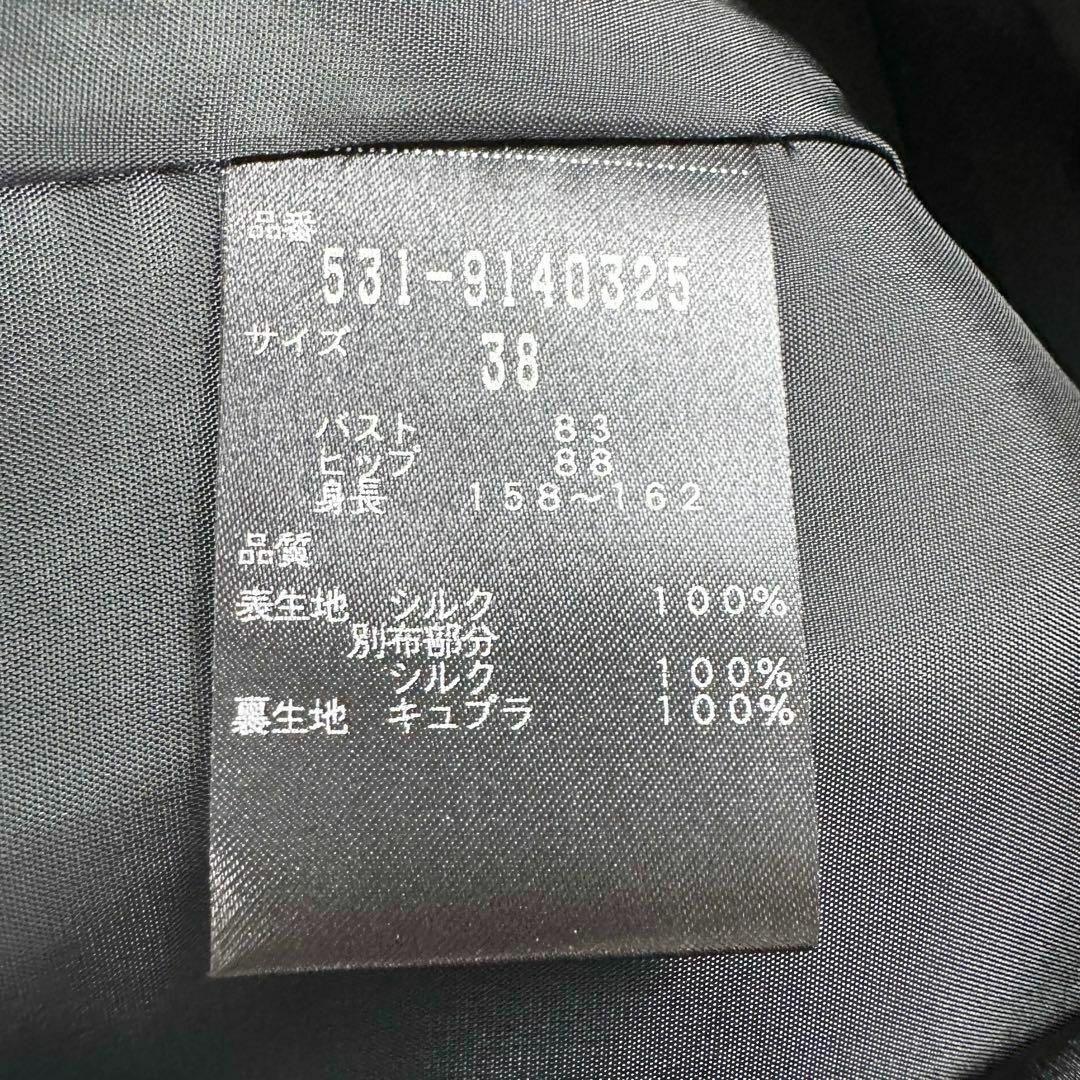 品番
531-9140325
サイズ 38
バスト 83
ヒップ 88
身長 158～162
品質
表生地 シルク 100%
別布部分
シルク 100%
裏生地 キュプラ 100%